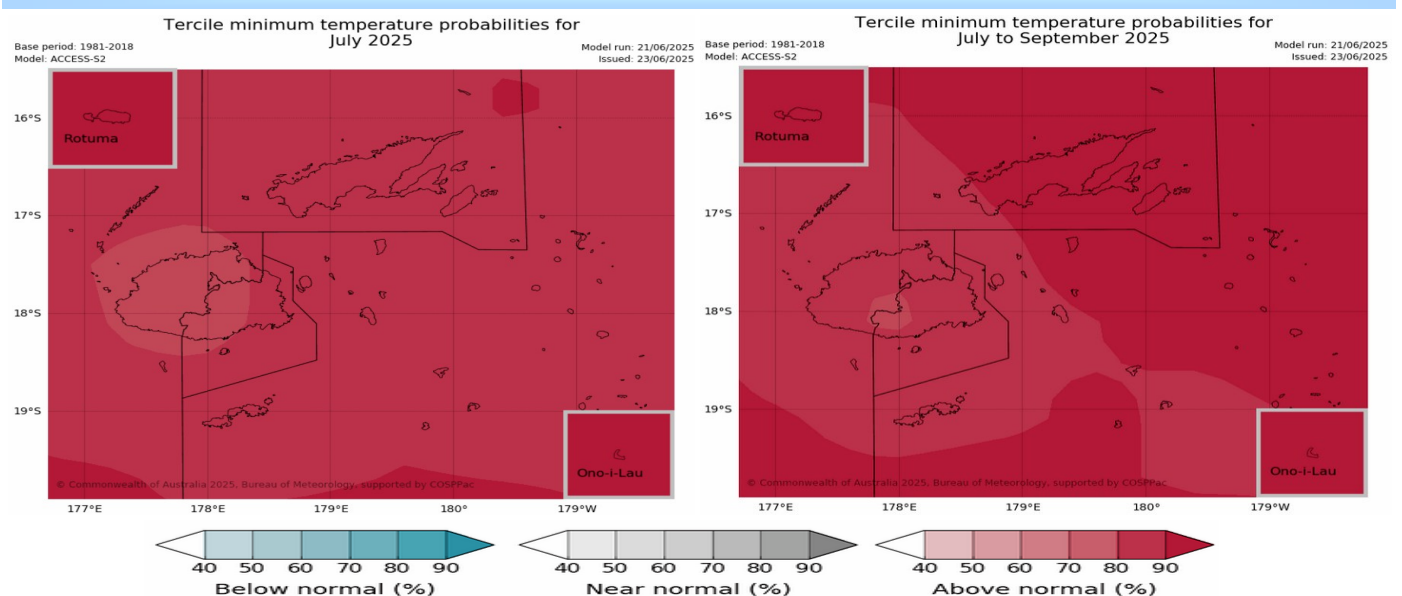 Tercile minimum temperature probabilities for
July 2025
Base period: 1981-2018
Model: ACCESS-S2
Model run: 21/06/2025
Issued: 23/06/2025
Rotuma
16°S
17°S
18°S
19°S
Ono-i-Lau
© Commonwealth of Australia 2025, Bureau of Meteorology, supported by COSPPac
177°E
178°E
179°E
180°
179°W
Tercile minimum temperature probabilities for
July to September 2025
Base period: 1981-2018
Model: ACCESS-S2
Model run: 21/06/2025
Issued: 23/06/2025
Rotuma
16°S
17°S
18°S
19°S
Ono-i-Lau
© Commonwealth of Australia 2025, Bureau of Meteorology, supported by COSPPac
177°E
178°E
179°E
180°
179°W
40 50 60 70 80 90
Below normal (%)
40 50 60 70 80 90
Near normal (%)
40 50 60 70 80 90
Above normal (%)